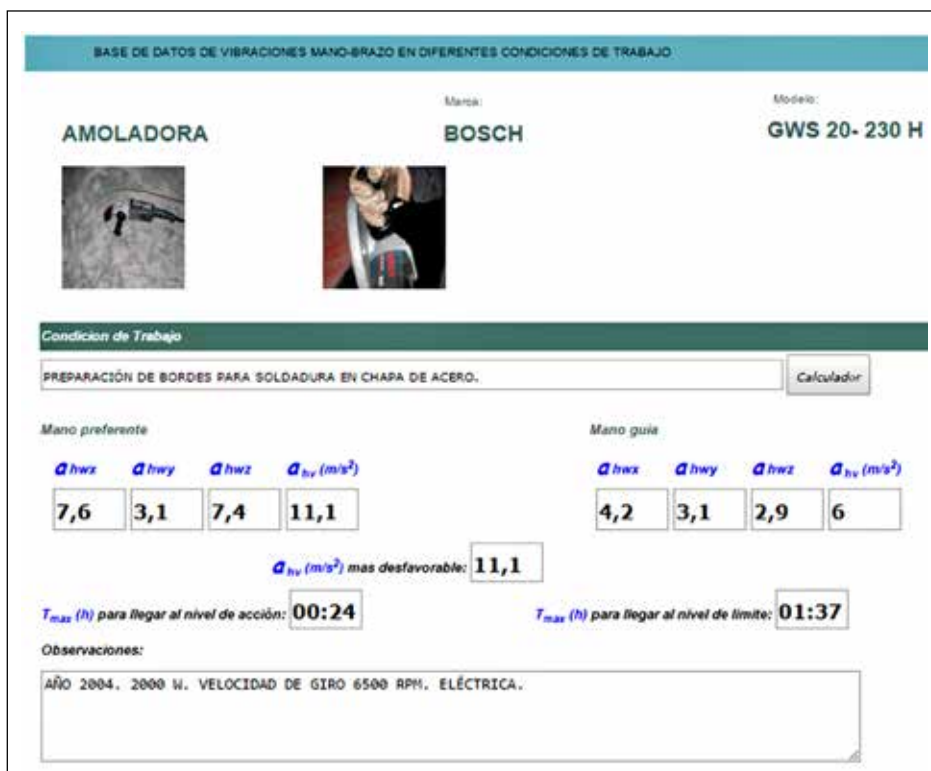 BASE DE DATOS DE VIBRACIONES MANO-BRAZO EN DIFERENTES CONDICIONES DE TRABAJO
Marca: Modelo:
AMOLADORA BOSCH GWS 20- 230 H
Condicion de Trabajo
PREPARACIÓN DE BORDES PARA SOLDADURA EN CHAPA DE ACERO. Calculador
Mano preferente Mano guia
a hwx a hwy a hwz a hv (m/s²) a hwx a hwy a hwz a hv (m/s²)
7,6 3,1 7,4 11,1 4,2 3,1 2,9 6
a hv (m/s²) mas desfavorable: 11,1
T max (h) para llegar al nivel de acción: 00:24 T max (h) para llegar al nivel de límite: 01:37
Observaciones:
AÑO 2004. 2000 W. VELOCIDAD DE GIRO 6500 RPM. ELÉCTRICA.